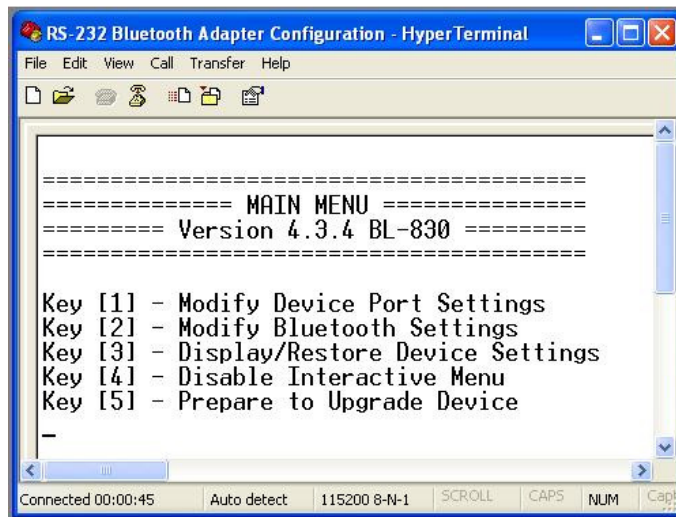 RS-232 Bluetooth Adapter Configuration - HyperTerminal
File Edit View Call Transfer Help
========================================
============== MAIN MENU ===============
========= Version 4.3.4 BL-830 =========
========================================
Key [1] - Modify Device Port Settings
Key [2] - Modify Bluetooth Settings
Key [3] - Display/Restore Device Settings
Key [4] - Disable Interactive Menu
Key [5] - Prepare to Upgrade Device
_
Connected 00:00:45 Auto detect 115200 8-N-1 SCROLL CAPS NUM